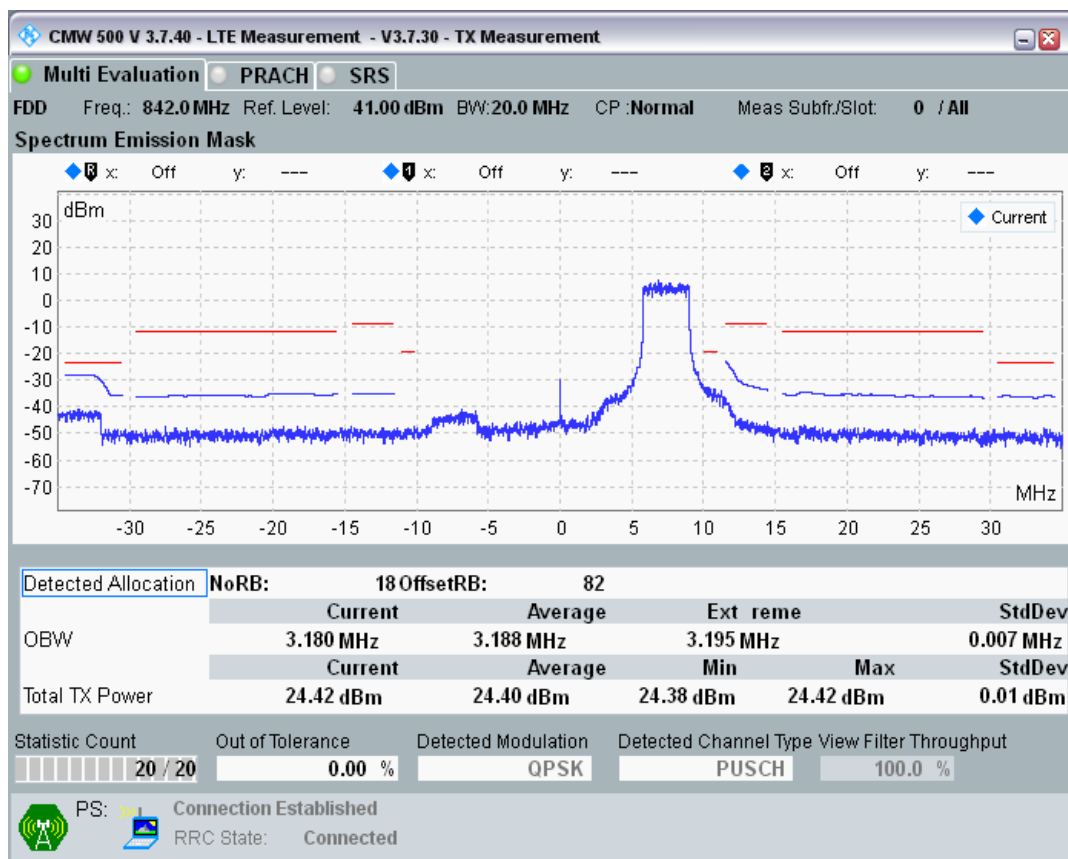 CMW 500 V 3.7.40 - LTE Measurement - V3.7.30 - TX Measurement
Multi Evaluation PRACH SRS
FDD Freq.: 842.0 MHz Ref. Level: 41.00 dBm BW:20.0 MHz CP :Normal Meas Subfr./Slot: 0 / All
Spectrum Emission Mask
R x: Off y: --- 1 x: Off y: --- 2 x: Off y: ---
dBm
Current
30
20
10
0
-10
-20
-30
-40
-50
-60
-70
MHz
-30 -25 -20 -15 -10 -5 0 5 10 15 20 25 30
Detected Allocation NoRB: 18 OffsetRB: 82
Current Average Ext reme StdDev
OBW 3.180 MHz 3.188 MHz 3.195 MHz 0.007 MHz
Current Average Min Max StdDev
Total TX Power 24.42 dBm 24.40 dBm 24.38 dBm 24.42 dBm 0.01 dBm
Statistic Count Out of Tolerance Detected Modulation Detected Channel Type View Filter Throughput
20 / 20 0.00 % QPSK PUSCH 100.0 %
PS: Connection Established
RRC State: Connected